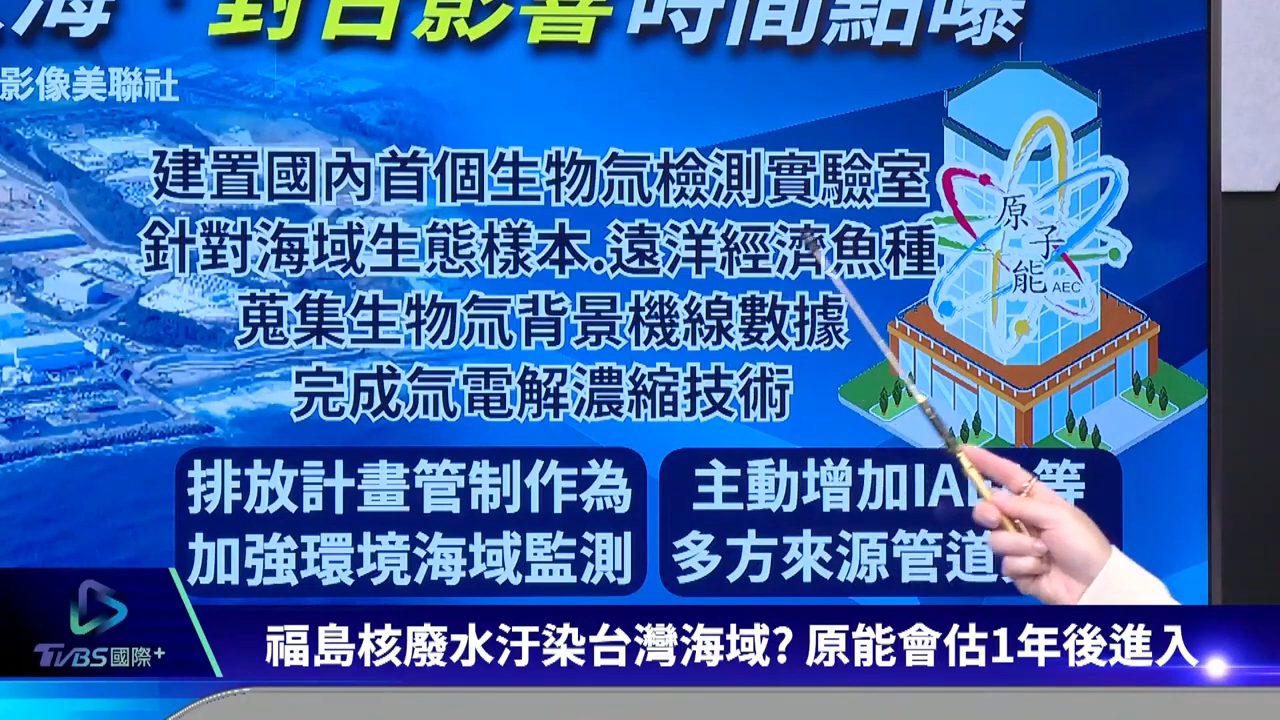 對台影響時間點曝
影像美聯社
建置國內首個生物氚檢測實驗室
針對海域生態樣本.遠洋經濟魚種
蒐集生物氚背景機線數據
完成氚電解濃縮技術
原子能
AEC
排放計畫管制作為
加強環境海域監測
主動增加IAE 等
多方來源管道
TVBS國際+
福島核廢水汙染台灣海域? 原能會估1年後進入